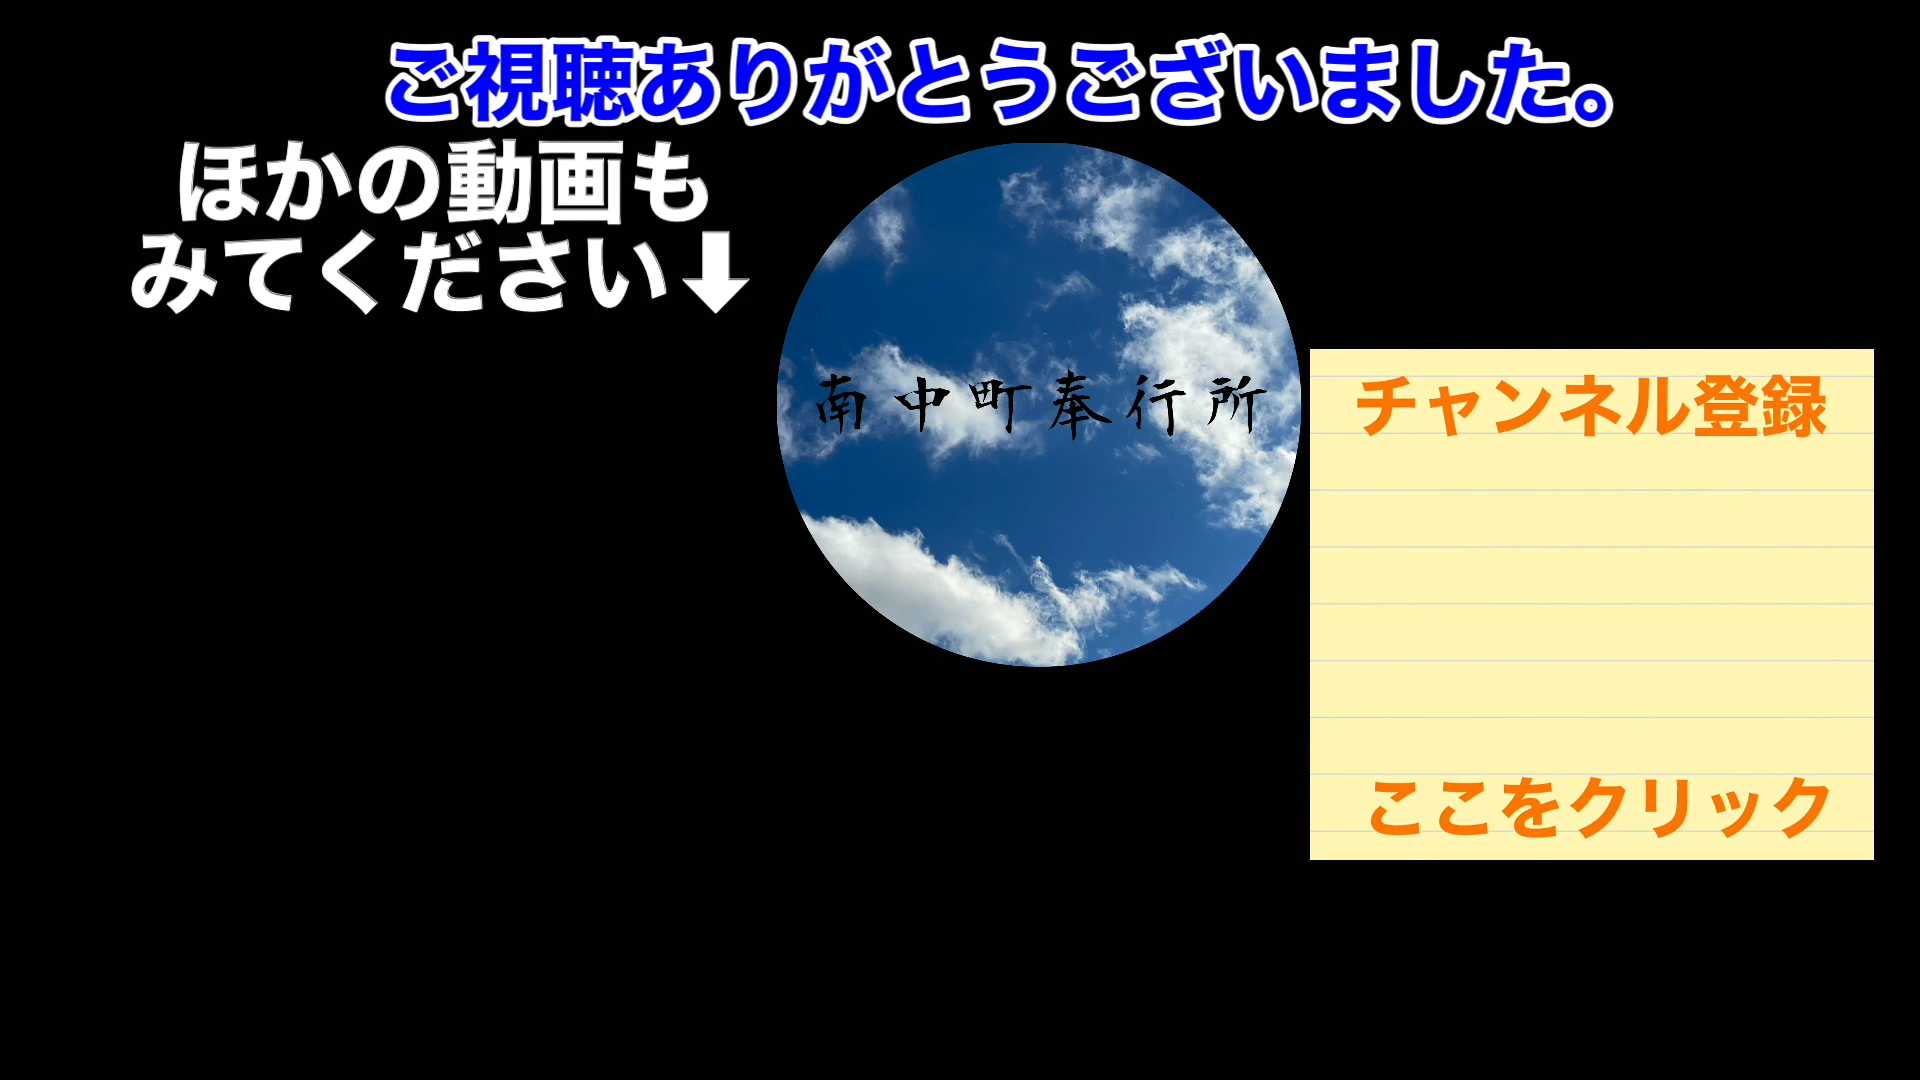 ご視聴ありがとうございました。
ほかの動画も
みてください⬇
南中町奉行所
チャンネル登録
ここをクリック